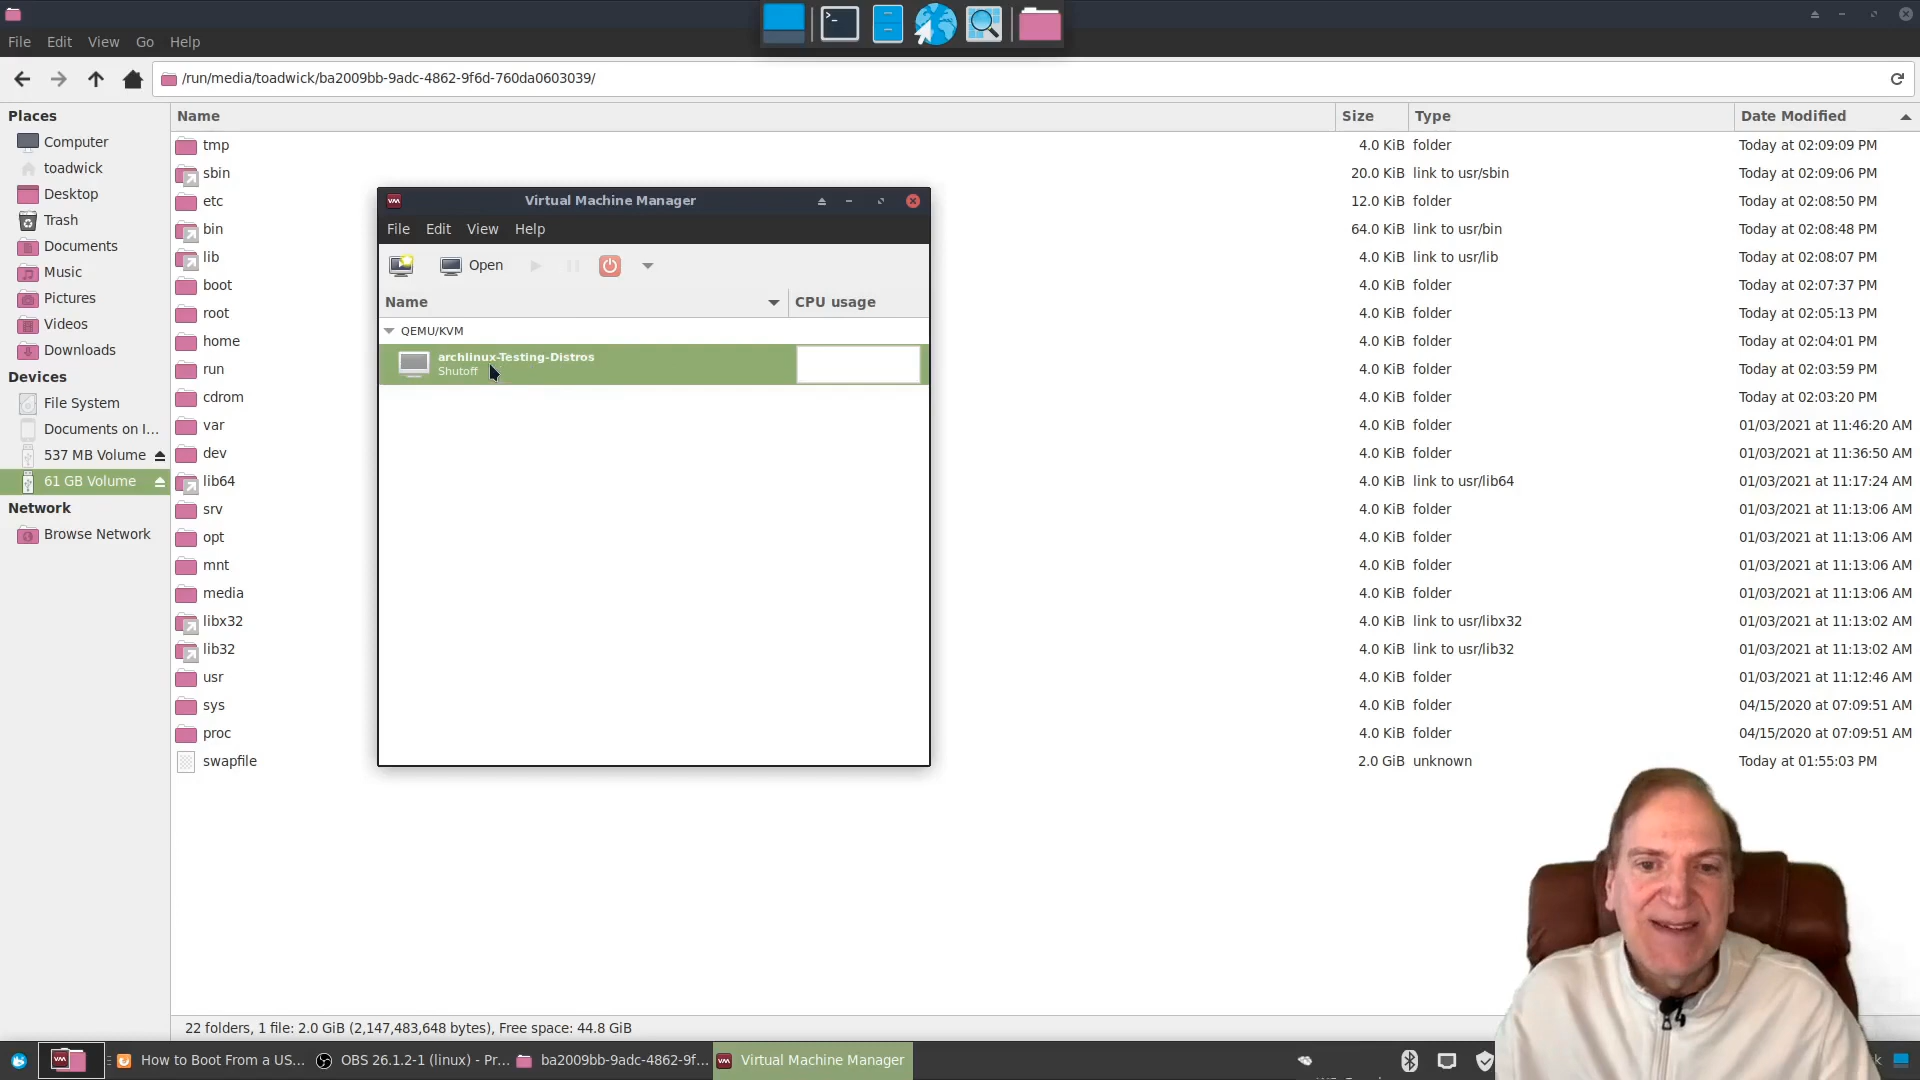 File Edit View Go Help
/run/media/toadwick/ba2009bb-9adc-4862-9f6d-760da0603039/
Places
Computer
toadwick
Desktop
Trash
Documents
Music
Pictures
Videos
Downloads
Devices
File System
Documents on I...
537 MB Volume
61 GB Volume
Network
Browse Network
Name Size Type Date Modified
tmp 4.0 KiB folder Today at 02:09:09 PM
sbin 20.0 KiB link to usr/sbin Today at 02:09:06 PM
etc 12.0 KiB folder Today at 02:08:50 PM
bin 64.0 KiB link to usr/bin Today at 02:08:48 PM
lib 4.0 KiB link to usr/lib Today at 02:08:07 PM
boot 4.0 KiB folder Today at 02:07:37 PM
root 4.0 KiB folder Today at 02:05:13 PM
home 4.0 KiB folder Today at 02:04:01 PM
run 4.0 KiB folder Today at 02:03:59 PM
cdrom 4.0 KiB folder Today at 02:03:20 PM
var 4.0 KiB folder 01/03/2021 at 11:46:20 AM
dev 4.0 KiB folder 01/03/2021 at 11:36:50 AM
lib64 4.0 KiB link to usr/lib64 01/03/2021 at 11:17:24 AM
srv 4.0 KiB folder 01/03/2021 at 11:13:06 AM
opt 4.0 KiB folder 01/03/2021 at 11:13:06 AM
mnt 4.0 KiB folder 01/03/2021 at 11:13:06 AM
media 4.0 KiB folder 01/03/2021 at 11:13:06 AM
libx32 4.0 KiB link to usr/libx32 01/03/2021 at 11:13:02 AM
lib32 4.0 KiB link to usr/lib32 01/03/2021 at 11:13:02 AM
usr 4.0 KiB folder 01/03/2021 at 11:12:46 AM
sys 4.0 KiB folder 04/15/2020 at 07:09:51 AM
proc 4.0 KiB folder 04/15/2020 at 07:09:51 AM
swapfile 2.0 GiB unknown Today at 01:55:03 PM
Virtual Machine Manager
File Edit View Help
Open
Name CPU usage
QEMU/KVM
archlinux-Testing-Distros
Shutoff
22 folders, 1 file: 2.0 GiB (2,147,483,648 bytes), Free space: 44.8 GiB
How to Boot From a US... OBS 26.1.2-1 (linux) - Pr... ba2009bb-9adc-4862-9f... Virtual Machine Manager